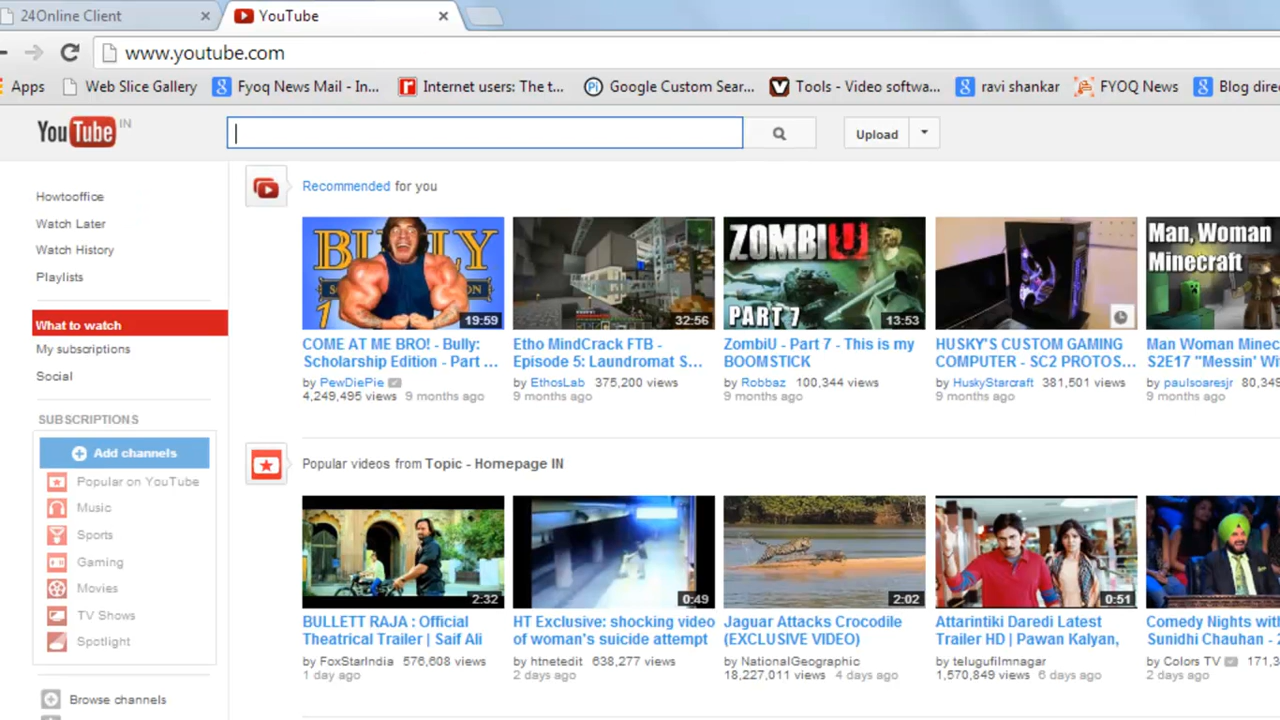 24Online Client
YouTube
www.youtube.com
Apps
Web Slice Gallery
Fyoq News Mail - In...
Internet users: The t...
Google Custom Sear...
Tools - Video softwa...
ravi shankar
FYOQ News
Blog dire
YouTube IN
Upload
Howtooffice
Watch Later
Watch History
Playlists
What to watch
My subscriptions
Social
SUBSCRIPTIONS
Add channels
Popular on YouTube
Music
Sports
Gaming
Movies
TV Shows
Spotlight
Browse channels
Recommended for you
BULLY
19:59
COME AT ME BRO! - Bully:
Scholarship Edition - Part ...
by PewDiePie
4,249,495 views 9 months ago
32:56
Etho MindCrack FTB -
Episode 5: Laundromat S...
by EthosLab 375,200 views
9 months ago
ZOMBIU
PART 7
13:53
ZombiU - Part 7 - This is my
BOOMSTICK
by Robbaz 100,344 views
9 months ago
HUSKY'S CUSTOM GAMING
COMPUTER - SC2 PROTOS...
by HuskyStarcraft 381,501 views
9 months ago
Man, Woman
Minecraft
Man Woman Minec
S2E17 "Messin' Wi
by paulsoaresjr 80,349
9 months ago
Popular videos from Topic - Homepage IN
2:32
BULLETT RAJA : Official
Theatrical Trailer | Saif Ali
by FoxStarIndia 576,608 views
1 day ago
0:49
HT Exclusive: shocking video
of woman's suicide attempt
by htnetedit 638,277 views
2 days ago
2:02
Jaguar Attacks Crocodile
(EXCLUSIVE VIDEO)
by NationalGeographic
18,227,011 views 4 days ago
0:51
Attarintiki Daredi Latest
Trailer HD | Pawan Kalyan,
by telugufilmnagar
1,570,849 views 6 days ago
Comedy Nights with
Sunidhi Chauhan - 2
by Colors TV 171,3
2 days ago